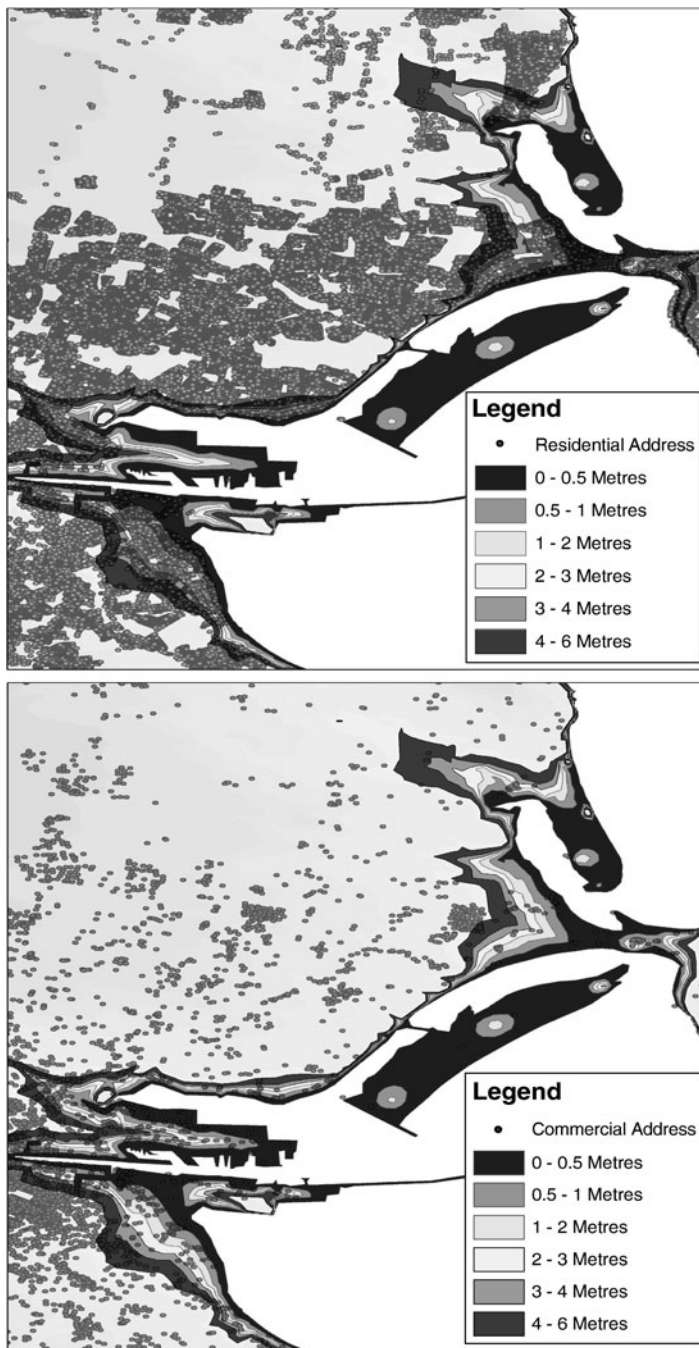 Legend
Residential Address
0 - 0.5 Metres
0.5 - 1 Metres
1 - 2 Metres
2 - 3 Metres
3 - 4 Metres
4 - 6 Metres
Legend
Commercial Address
0 - 0.5 Metres
0.5 - 1 Metres
1 - 2 Metres
2 - 3 Metres
3 - 4 Metres
4 - 6 Metres